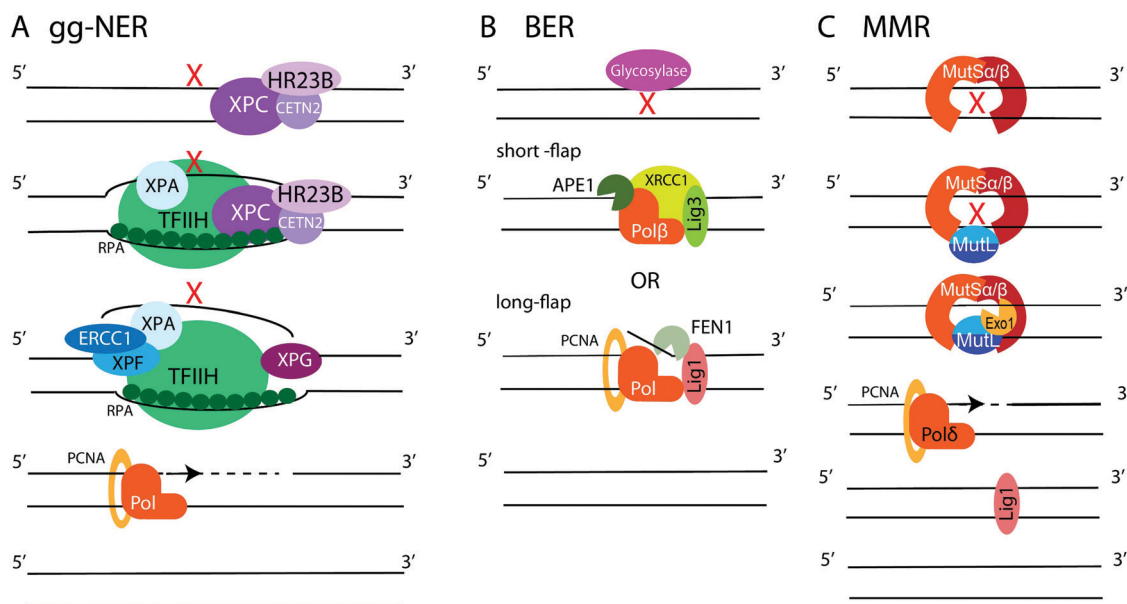 A gg-NER
5′ X 3′
HR23B
XPC CETN2
5′ X 3′
XPA HR23B
XPC
TFIIH CETN2
RPA
X
5′ XPA 3′
ERCC1
XPF TFIIH XPG
RPA
5′ PCNA 3′
Pol
5′ 3′
B BER
5′ Glycosylase 3′
X
short -flap
5′ APE1 XRCC1 3′
Polβ Lig3
OR
long-flap
5′ PCNA FEN1 3′
Pol Lig1
5′ 3′
C MMR
5′ MutSα/β 3′
X
5′ MutSα/β 3′
X
MutL
5′ MutSα/β 3′
Exo1
MutL
5′ PCNA 3
Polδ
5′ 3′
Lig1
5′ 3′